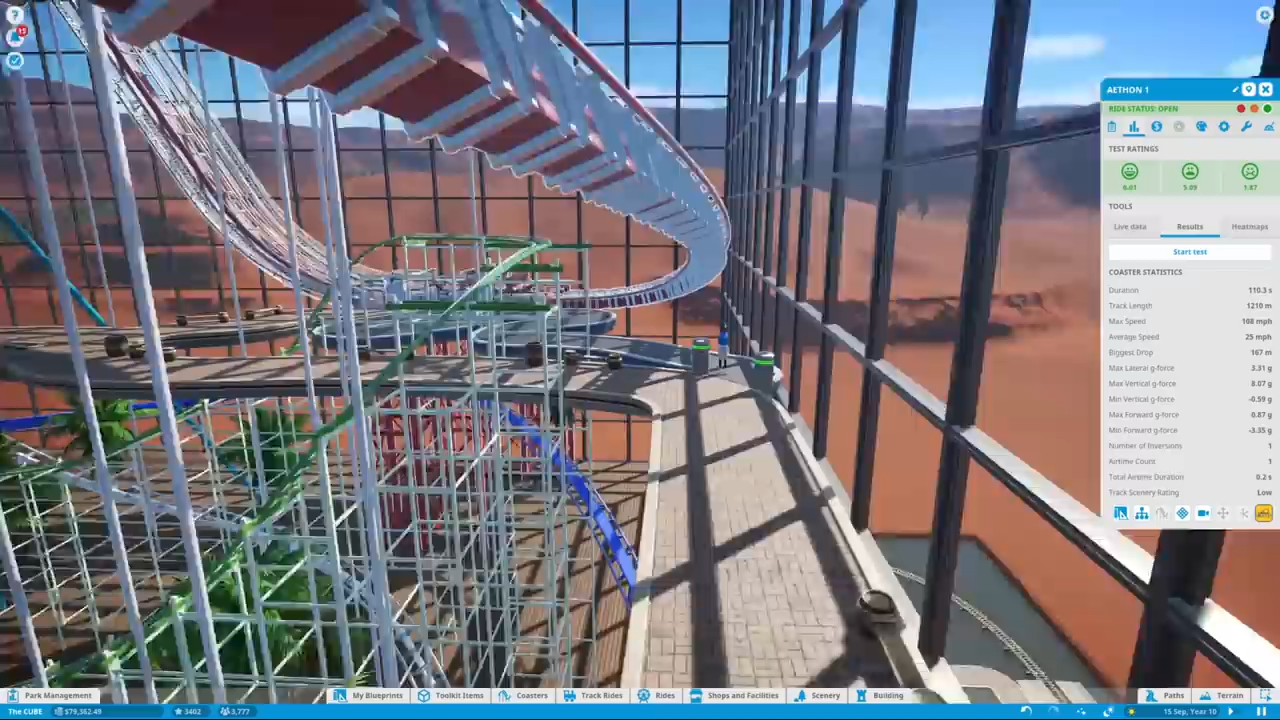 ?
15
AETHON 1
RIDE STATUS: OPEN
TEST RATINGS
6.01 5.09 1.87
TOOLS
Live data Results Heatmaps
Start test
COASTER STATISTICS
Duration 110.3 s
Track Length 1210 m
Max Speed 108 mph
Average Speed 25 mph
Biggest Drop 167 m
Max Lateral g-force 3.31 g
Max Vertical g-force 8.07 g
Min Vertical g-force -0.59 g
Max Forward g-force 0.87 g
Min Forward g-force -3.35 g
Number of Inversions 1
Airtime Count 1
Total Airtime Duration 0.2 s
Track Scenery Rating Low
Park Management My Blueprints Toolkit Items Coasters Track Rides Rides Shops and Facilities Scenery Building Paths Terrain
The CUBE $79,362.49 3402 3,777 15 Sep, Year 10